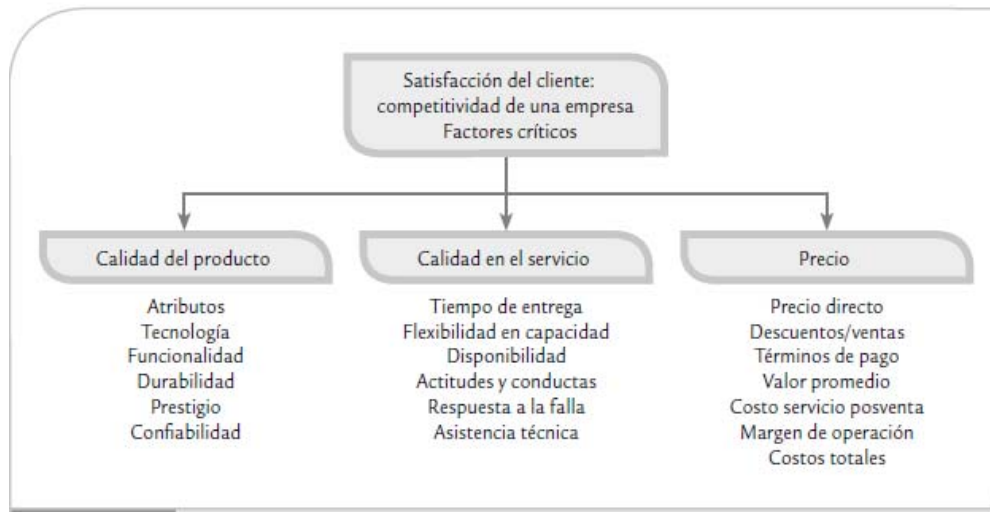 Satisfacción del cliente:
competitividad de una empresa
Factores críticos
Calidad del producto
Atributos
Tecnología
Funcionalidad
Durabilidad
Prestigio
Confiabilidad
Calidad en el servicio
Tiempo de entrega
Flexibilidad en capacidad
Disponibilidad
Actitudes y conductas
Respuesta a la falla
Asistencia técnica
Precio
Precio directo
Descuentos/ventas
Términos de pago
Valor promedio
Costo servicio posventa
Margen de operación
Costos totales